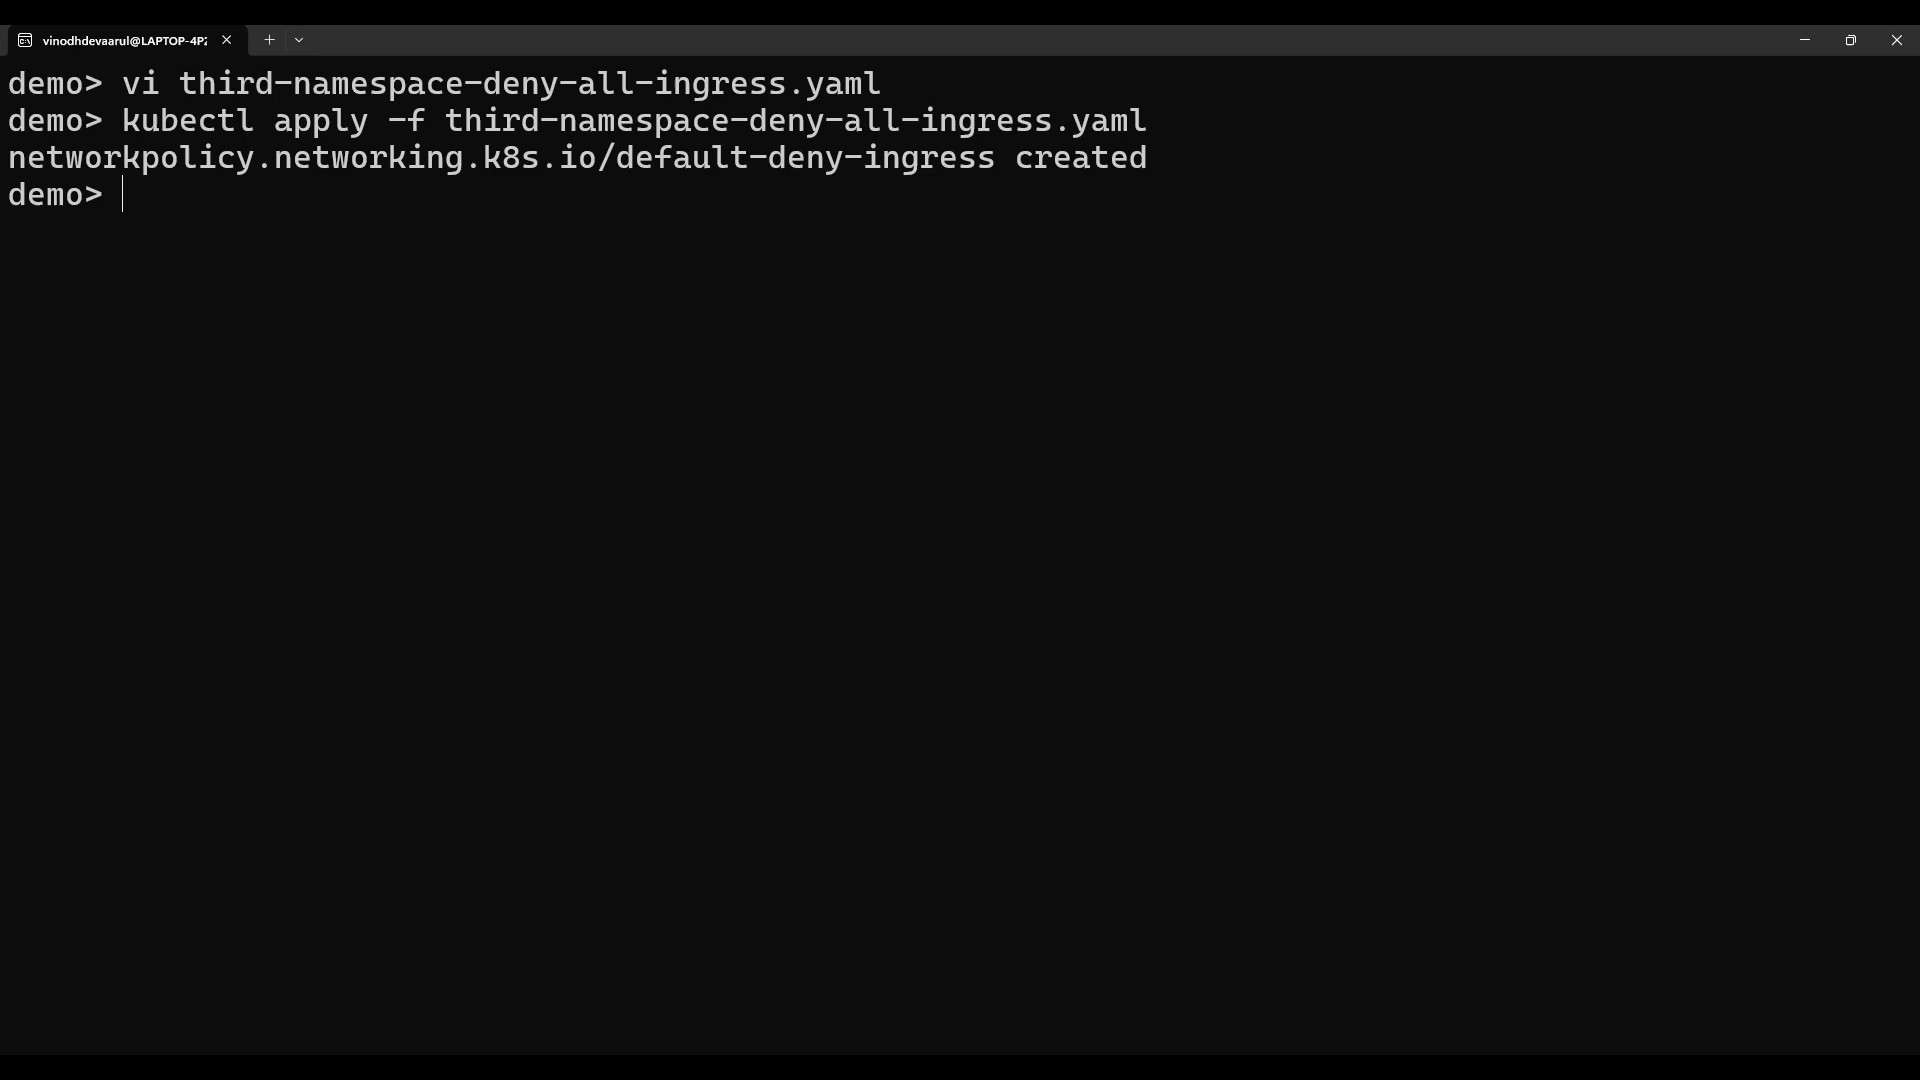 vinodhdevaarul@LAPTOP-4P2
demo> vi third-namespace-deny-all-ingress.yaml
demo> kubectl apply -f third-namespace-deny-all-ingress.yaml
networkpolicy.networking.k8s.io/default-deny-ingress created
demo>